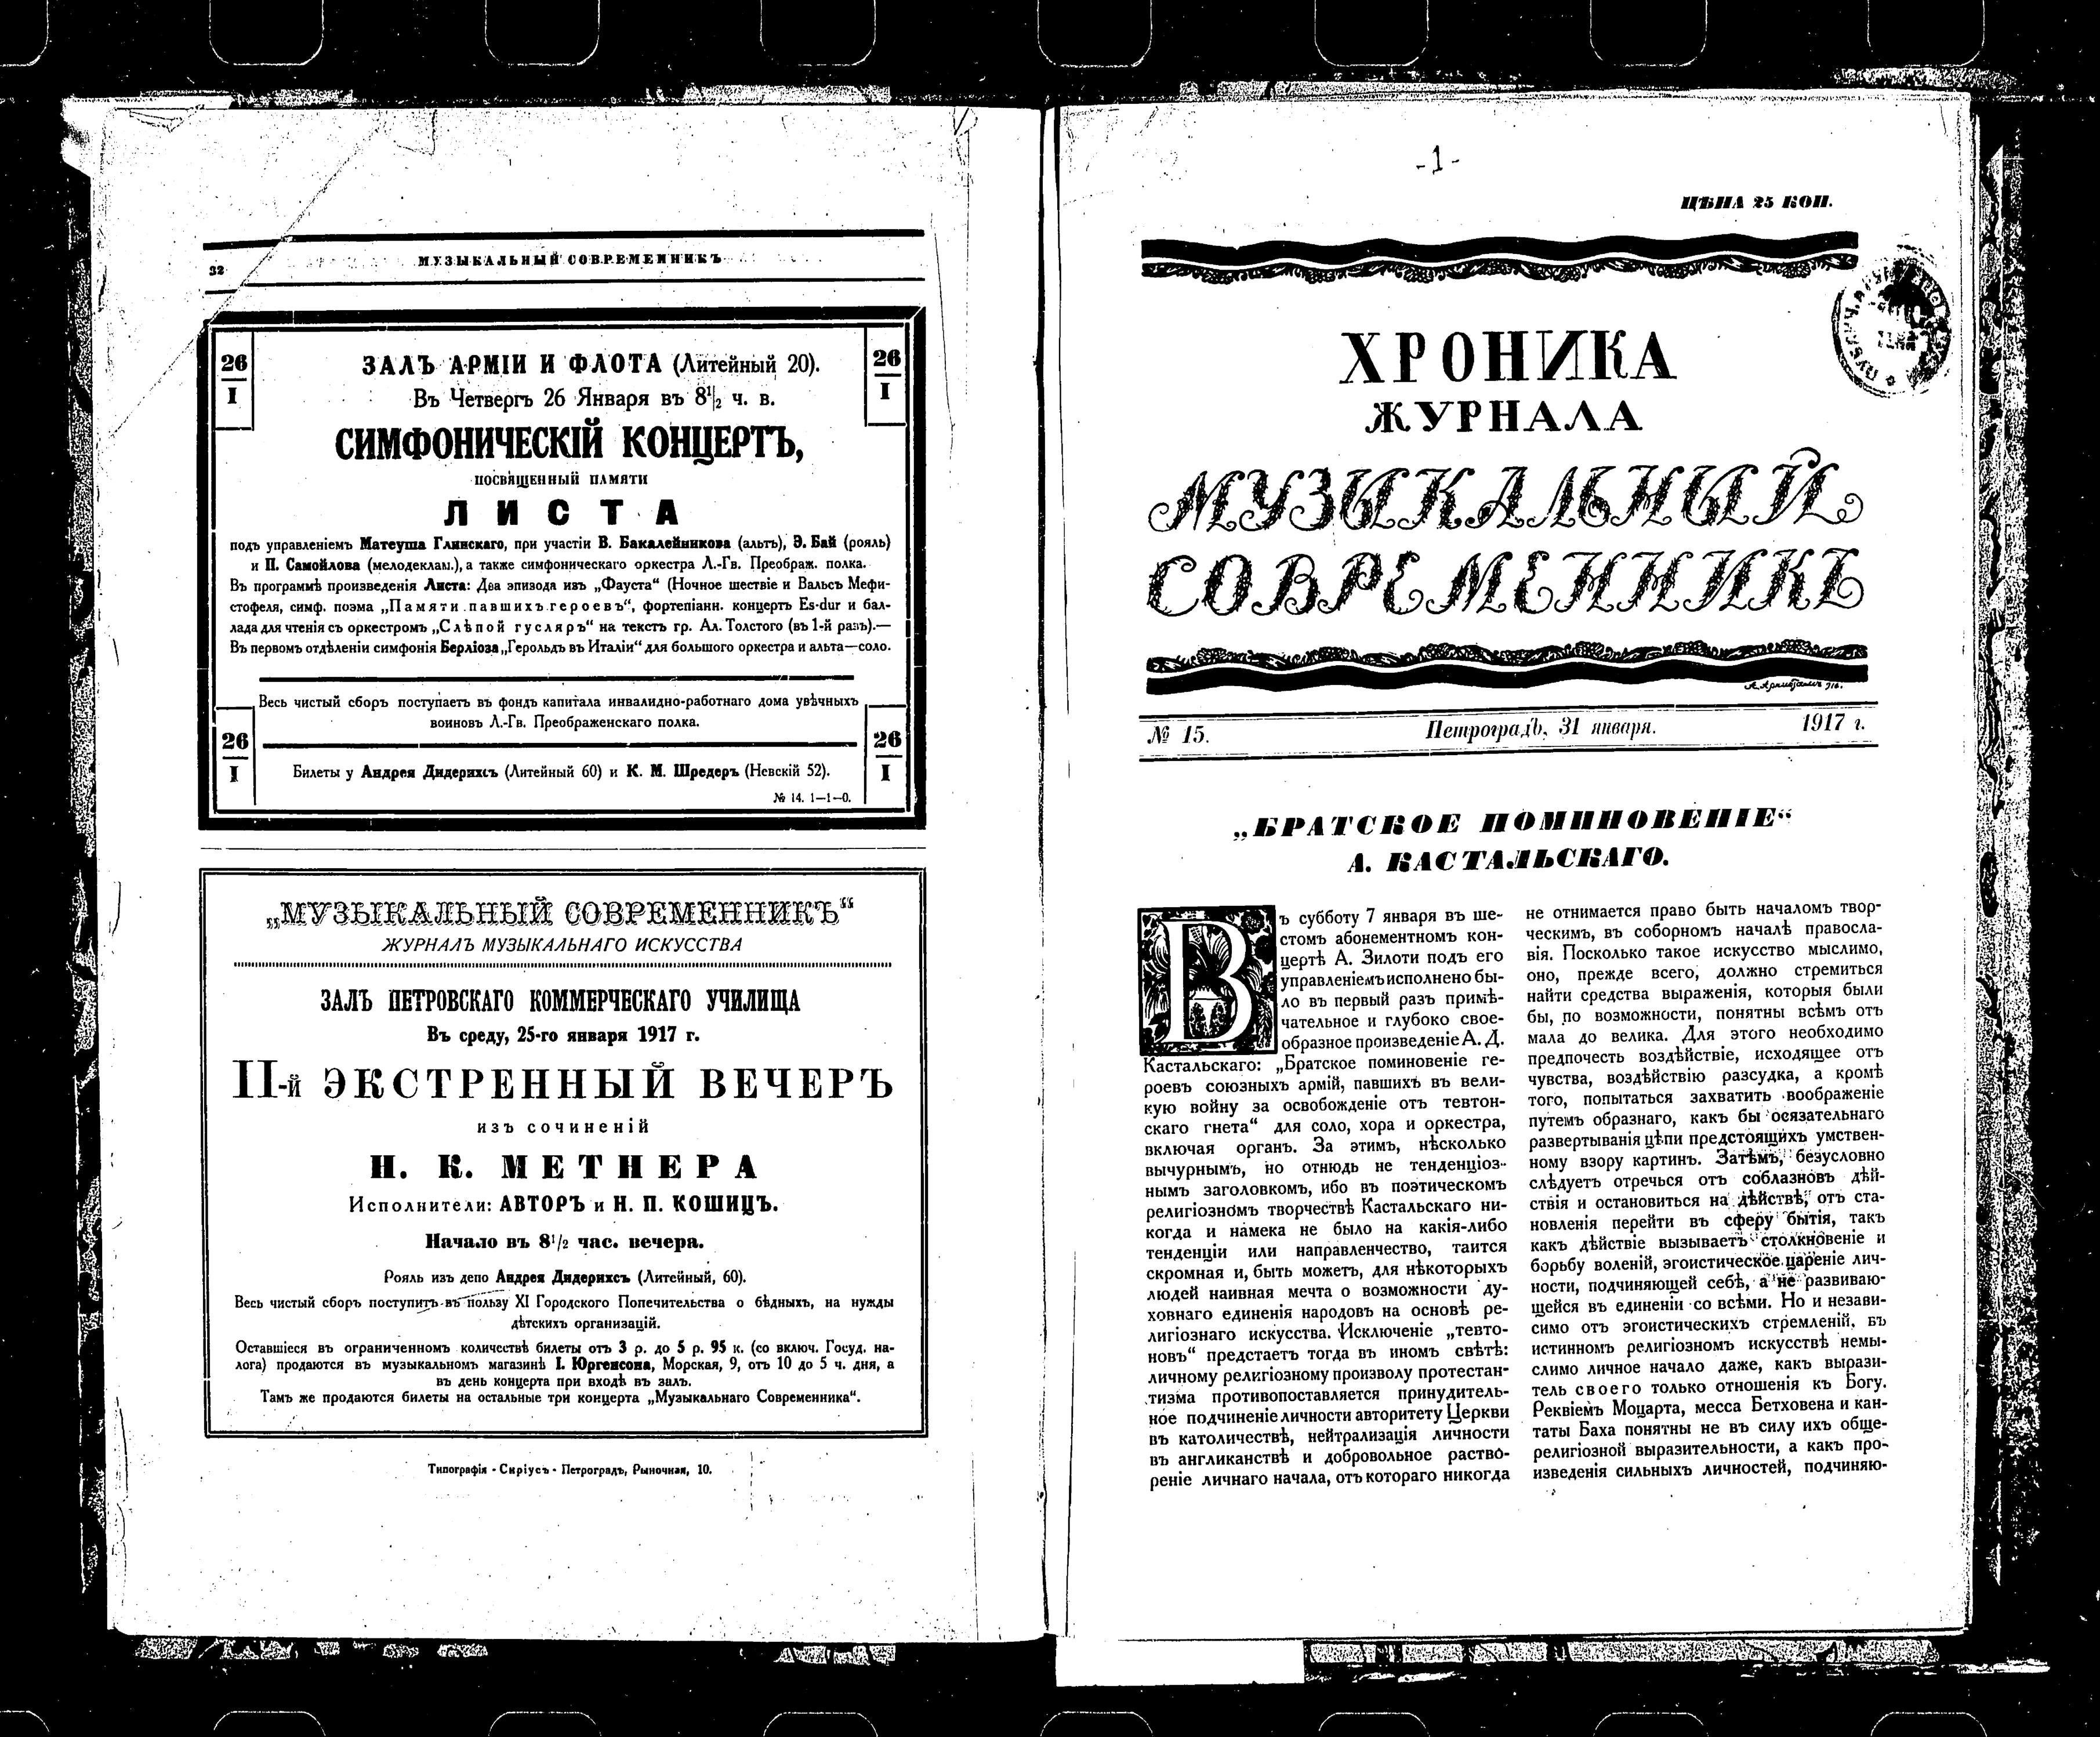 32
МУЗЫКАЛЬНЫЙ СОВРЕМЕННИКЪ
26
I
26
I
ЗАЛЪ АРМІИ И ФЛОТА (Литейный 20).
Въ Четвергъ 26 Января въ 8½ ч. в.
СИМФОНИЧЕСКІЙ КОНЦЕРТЪ,
ПОСВЯЩЕННЫЙ ПАМЯТИ
ЛИСТА
подъ управленіемъ Матеуша Глинскаго, при участіи В. Бакалейникова (альтъ), Э. Бай (рояль)
и П. Самойлова (мелодеклам.), а также симфоническаго оркестра Л.-Гв. Преображ. полка.
Въ программѣ произведенія Листа: Два эпизода изъ „Фауста“ (Ночное шествіе и Вальсъ Мефи-
стофеля, симф. поэма „Памяти павшихъ героевъ“, фортепіанн. концертъ Es-dur и бал-
лада для чтенія съ оркестромъ „Слѣпой гусляръ“ на текстъ гр. Ал. Толстого (въ 1-й разъ).—
Въ первомъ отдѣленіи симфонія Берліоза „Герольдъ въ Италіи“ для большого оркестра и альта—соло.
Весь чистый сборъ поступаетъ въ фондъ капитала инвалидно-работнаго дома увѣчныхъ
воиновъ Л.-Гв. Преображенскаго полка.
26
I
26
I
Билеты у Андрея Дидерихсъ (Литейный 60) и К. М. Шредеръ (Невскій 52).
№ 14. 1—1—0.
„МУЗЫКАЛЬНЫЙ СОВРЕМЕННИКЪ“
ЖУРНАЛЪ МУЗЫКАЛЬНАГО ИСКУССТВА
ЗАЛЪ ПЕТРОВСКАГО КОММЕРЧЕСКАГО УЧИЛИЩА
Въ среду, 25-го января 1917 г.
II-й ЭКСТРЕННЫЙ ВЕЧЕРЪ
изъ сочиненій
Н. К. МЕТНЕРА
Исполнители: АВТОРЪ и Н. П. КОШИЦЪ.
Начало въ 8½ час. вечера.
Рояль изъ депо Андрея Дидерихсъ (Литейный, 60).
Весь чистый сборъ поступитъ въ пользу XI Городского Попечительства о бѣдныхъ, на нужды
дѣтскихъ организацій.
Оставшіеся въ ограниченномъ количествѣ билеты отъ 3 р. до 5 р. 95 к. (со включ. Госуд. на-
лога) продаются въ музыкальномъ магазинѣ І. Юргенсона, Морская, 9, отъ 10 до 5 ч. дня, а
въ день концерта при входѣ въ залъ.
Тамъ же продаются билеты на остальные три концерта „Музыкальнаго Современника“.
Типографія - Сиріусъ - Петроградъ, Рыночная, 10.
-1-
ЦѢНА 25 КОП.
ХРОНИКА
ЖУРНАЛА
МУЗЫКАЛЬНЫЙ
СОВРЕМЕННИКЪ
№ 15.
Петроградъ, 31 января.
1917 г.
„БРАТСКОЕ ПОМИНОВЕНІЕ“
А. КАСТАЛЬСКАГО.
Въ субботу 7 января въ ше-
стомъ абонементномъ кон-
цертѣ А. Зилоти подъ его
управленіемъ исполнено бы-
ло въ первый разъ примѣ-
чательное и глубоко свое-
образное произведеніе А. Д.
Кастальскаго: „Братское поминовеніе ге-
роевъ союзныхъ армій, павшихъ въ вели-
кую войну за освобожденіе отъ тевтон-
скаго гнета“ для соло, хора и оркестра,
включая органъ. За этимъ, нѣсколько
вычурнымъ, но отнюдь не тенденціоз-
нымъ заголовкомъ, ибо въ поэтическомъ
религіозномъ творчествѣ Кастальскаго ни-
когда и намека не было на какія-либо
тенденціи или направленчество, таится
скромная и, быть можетъ, для нѣкоторыхъ
людей наивная мечта о возможности ду-
ховнаго единенія народовъ на основѣ ре-
лигіознаго искусства. Исключеніе „тевто-
новъ“ предстаетъ тогда въ иномъ свѣтѣ:
личному религіозному произволу протестан-
тизма противопоставляется принудитель-
ное подчиненіе личности авторитету Церкви
въ католичествѣ, нейтрализація личности
въ англиканствѣ и добровольное раство-
реніе личнаго начала, отъ котораго никогда
не отнимается право быть началомъ твор-
ческимъ, въ соборномъ началѣ правосла-
вія. Посколько такое искусство мыслимо,
оно, прежде всего, должно стремиться
найти средства выраженія, которыя были
бы, по возможности, понятны всѣмъ отъ
мала до велика. Для этого необходимо
предпочесть воздѣйствіе, исходящее отъ
чувства, воздѣйствію разсудка, а кромѣ
того, попытаться захватить воображеніе
путемъ образнаго, какъ бы осязательнаго
развертыванія цѣпи предстоящихъ умствен-
ному взору картинъ. Затѣмъ, безусловно
слѣдуетъ отречься отъ соблазновъ дѣй-
ствія и остановиться на дѣйствѣ, отъ ста-
новленія перейти въ сферу бытія, такъ
какъ дѣйствіе вызываетъ столкновеніе и
борьбу воленій, эгоистическое цареніе лич-
ности, подчиняющей себѣ, а не развиваю-
щейся въ единеніи со всѣми. Но и незави-
симо отъ эгоистическихъ стремленій, въ
истинномъ религіозномъ искусствѣ немы-
слимо личное начало даже, какъ вырази-
тель своего только отношенія къ Богу.
Реквіемъ Моцарта, месса Бетховена и кан-
таты Баха понятны не въ силу ихъ обще-
религіозной выразительности, а какъ про-
изведенія сильныхъ личностей, подчиняю-